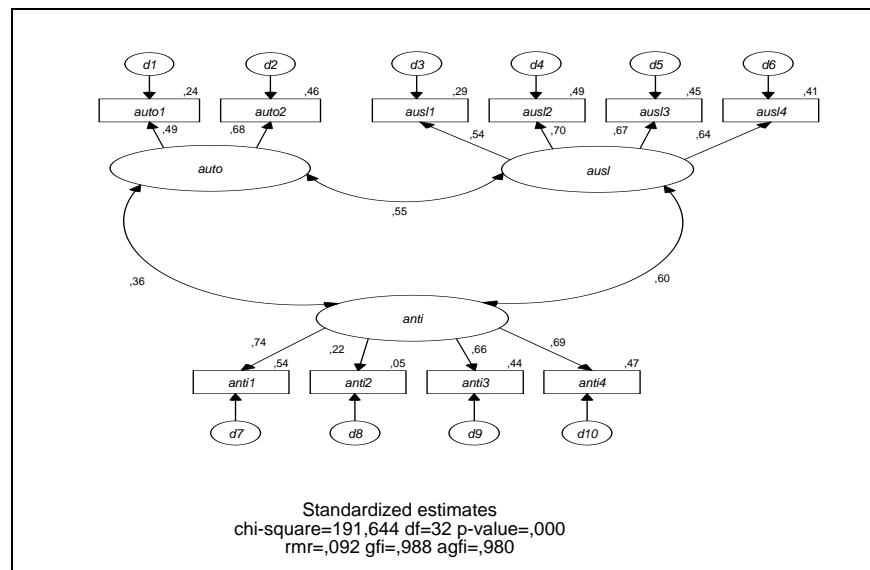 d1 d2 d3 d4 d5 d6
,24 ,46 ,29 ,49 ,45 ,41
auto1 auto2 ausl1 ausl2 ausl3 ausl4
,49 ,68 ,54 ,70 ,67 ,64
auto ausl
,55
,36 ,60
anti
,74 ,22 ,66 ,69
,54 ,05 ,44 ,47
anti1 anti2 anti3 anti4
d7 d8 d9 d10
Standardized estimates
chi-square=191,644 df=32 p-value=,000
rmr=,092 gfi=,988 agfi=,980